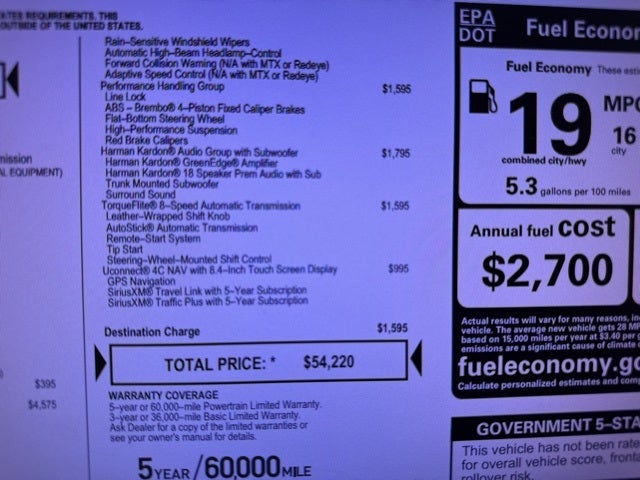 ATES REQUIREMENTS. THIS
OUTSIDE OF THE UNITED STATES.
mission
AL EQUIPMENT)
$395
$4,575
Rain–Sensitive Windshield Wipers
Automatic High–Beam Headlamp–Control
Forward Collision Warning (N/A with MTX or Redeye)
Adaptive Speed Control (N/A with MTX or Redeye)
Performance Handling Group $1,595
Line Lock
ABS – Brembo® 4–Piston Fixed Caliper Brakes
Flat–Bottom Steering Wheel
High–Performance Suspension
Red Brake Calipers
Harman Kardon® Audio Group with Subwoofer $1,795
Harman Kardon® GreenEdge® Amplifier
Harman Kardon® 18 Speaker Prem Audio with Sub
Trunk Mounted Subwoofer
Surround Sound
TorqueFlite® 8–Speed Automatic Transmission $1,595
Leather–Wrapped Shift Knob
AutoStick® Automatic Transmission
Remote–Start System
Tip Start
Steering–Wheel–Mounted Shift Control
Uconnect® 4C NAV with 8.4–Inch Touch Screen Display $995
GPS Navigation
SiriusXM® Travel Link with 5–Year Subscription
SiriusXM® Traffic Plus with 5–Year Subscription
Destination Charge $1,595
TOTAL PRICE: * $54,220
WARRANTY COVERAGE
5–year or 60,000–mile Powertrain Limited Warranty.
3–year or 36,000–mile Basic Limited Warranty.
Ask Dealer for a copy of the limited warranties or
see your owner's manual for details.
5 YEAR / 60,000 MILE
EPA
DOT
Fuel Econo
Fuel Economy These esti
19
MPG
16
city
combined city/hwy
5.3 gallons per 100 miles
Annual fuel cost
$2,700
Actual results will vary for many reasons, in
vehicle. The average new vehicle gets 28 MP
based on 15,000 miles per year at $3.40 per g
emissions are a significant cause of climate
fueleconomy.go
Calculate personalized estimates and com
GOVERNMENT 5–STA
This vehicle has not been rate
for overall vehicle score, fronta
rollover risk.